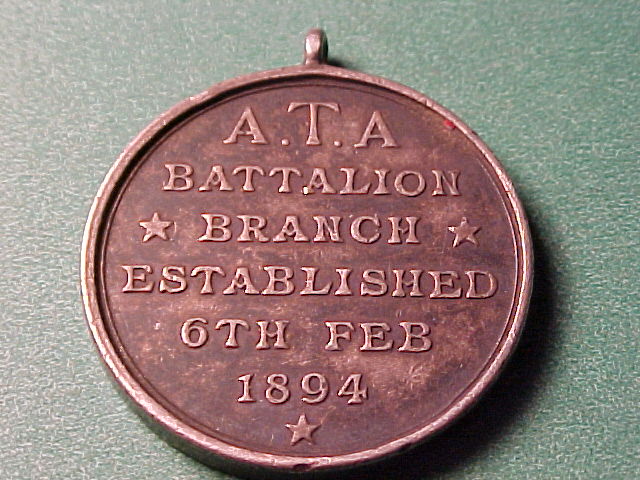 A.T.A
BATTALION
★ BRANCH ★
ESTABLISHED
6TH FEB
1894
★